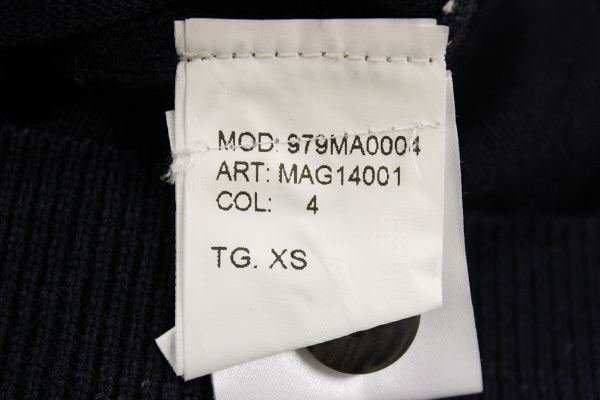 MOD: 979MA0004
ART: MAG14001
COL: 4
TG. XS